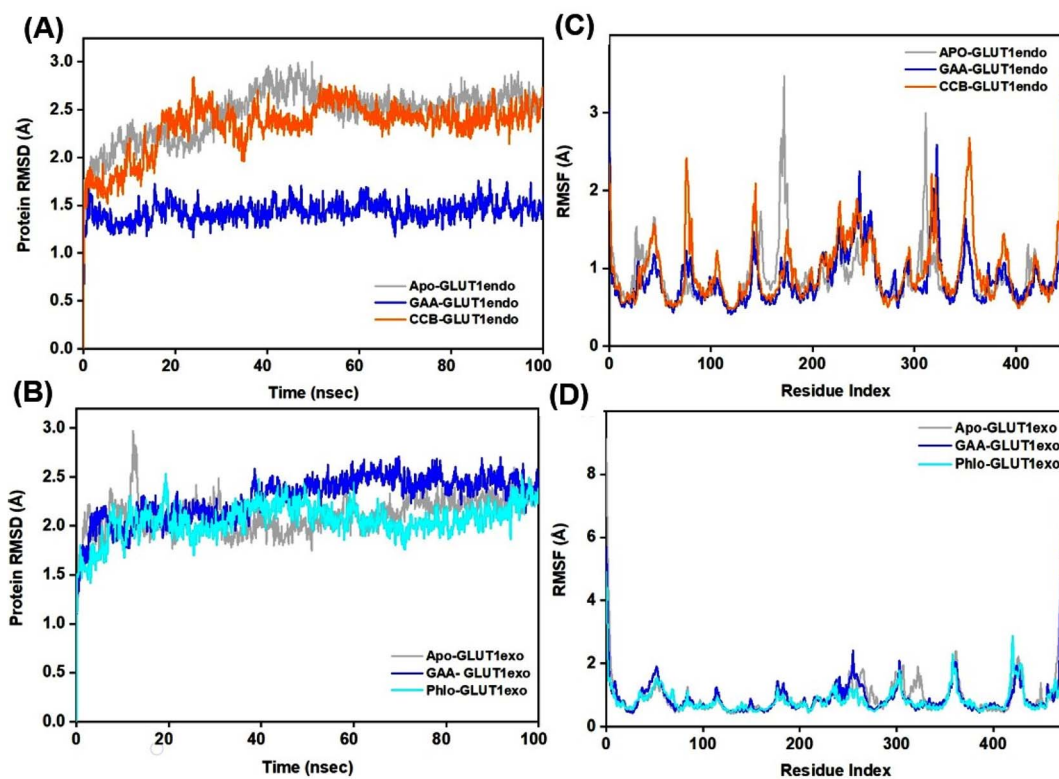 (A)
3.0
2.5
2.0
1.5
1.0
0.5
0.0
Protein RMSD (Å)
Apo-GLUT1endo
GAA-GLUT1endo
CCB-GLUT1endo
0 20 40 60 80 100
Time (nsec)
(C)
3
2
1
0
RMSF (Å)
APO-GLUT1endo
GAA-GLUT1endo
CCB-GLUT1endo
0 100 200 300 400
Residue Index
(B)
3.0
2.5
2.0
1.5
1.0
0.5
0.0
Protein RMSD (Å)
Apo-GLUT1exo
GAA- GLUT1exo
Phlo-GLUT1exo
0 20 40 60 80 100
Time (nsec)
(D)
8
6
4
2
0
RMSF (Å)
Apo-GLUT1exo
GAA-GLUT1exo
Phlo-GLUT1exo
0 100 200 300 400
Residue Index